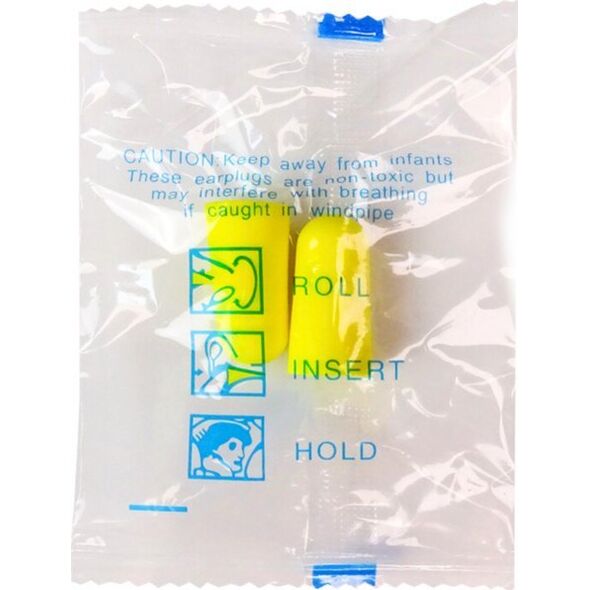 CAUTION: Keep away from infants
These earplugs are non-toxic but
may interfere with breathing
if caught in windpipe
ROLL
INSERT
HOLD